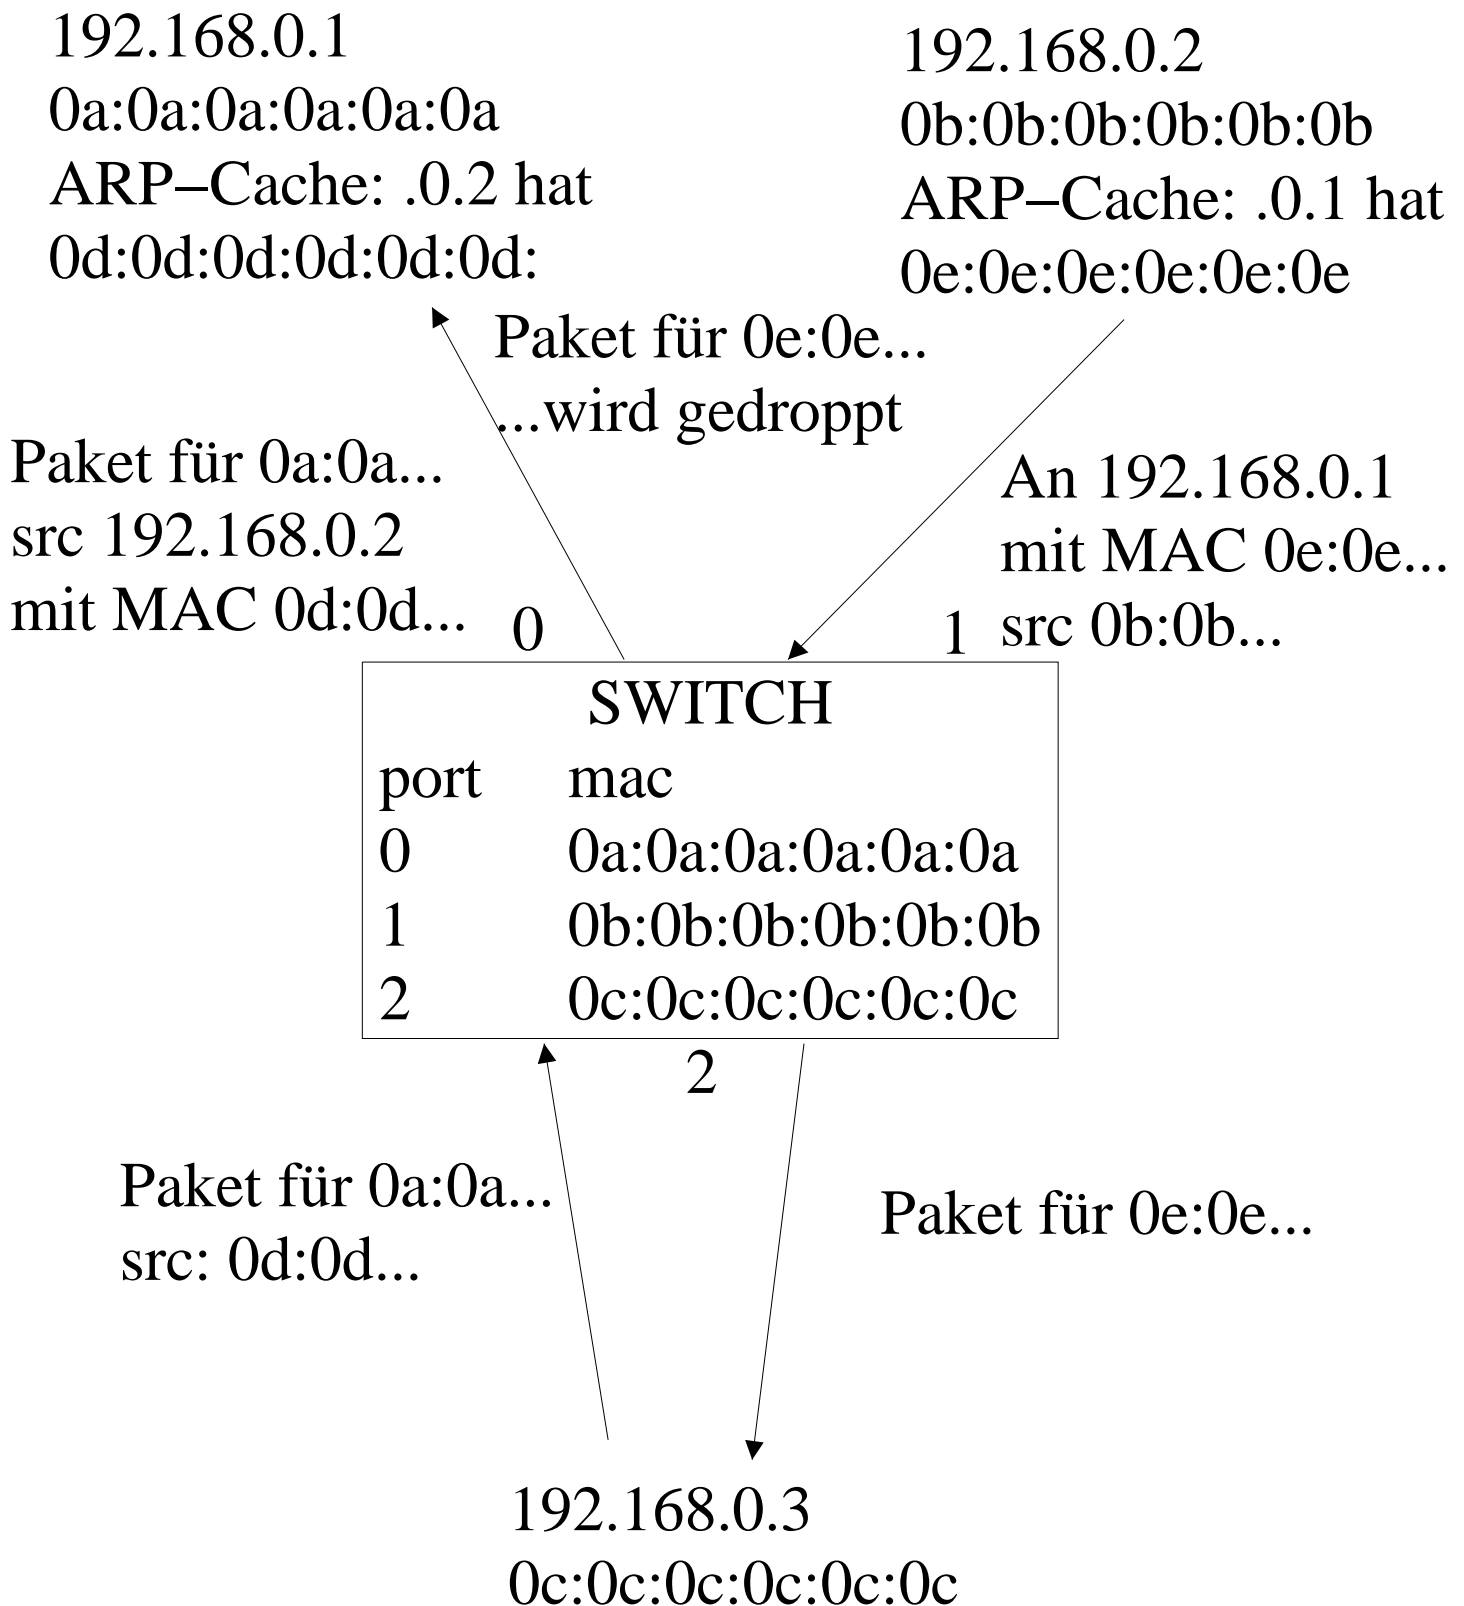 192.168.0.1
0a:0a:0a:0a:0a:0a
ARP–Cache: .0.2 hat
0d:0d:0d:0d:0d:0d:
192.168.0.2
0b:0b:0b:0b:0b:0b
ARP–Cache: .0.1 hat
0e:0e:0e:0e:0e:0e
Paket für 0e:0e...
...wird gedroppt
Paket für 0a:0a...
src 192.168.0.2
mit MAC 0d:0d...
An 192.168.0.1
mit MAC 0e:0e...
src 0b:0b...
0
1
SWITCH
port mac
0 0a:0a:0a:0a:0a:0a
1 0b:0b:0b:0b:0b:0b
2 0c:0c:0c:0c:0c:0c
2
Paket für 0a:0a...
src: 0d:0d...
Paket für 0e:0e...
192.168.0.3
0c:0c:0c:0c:0c:0c